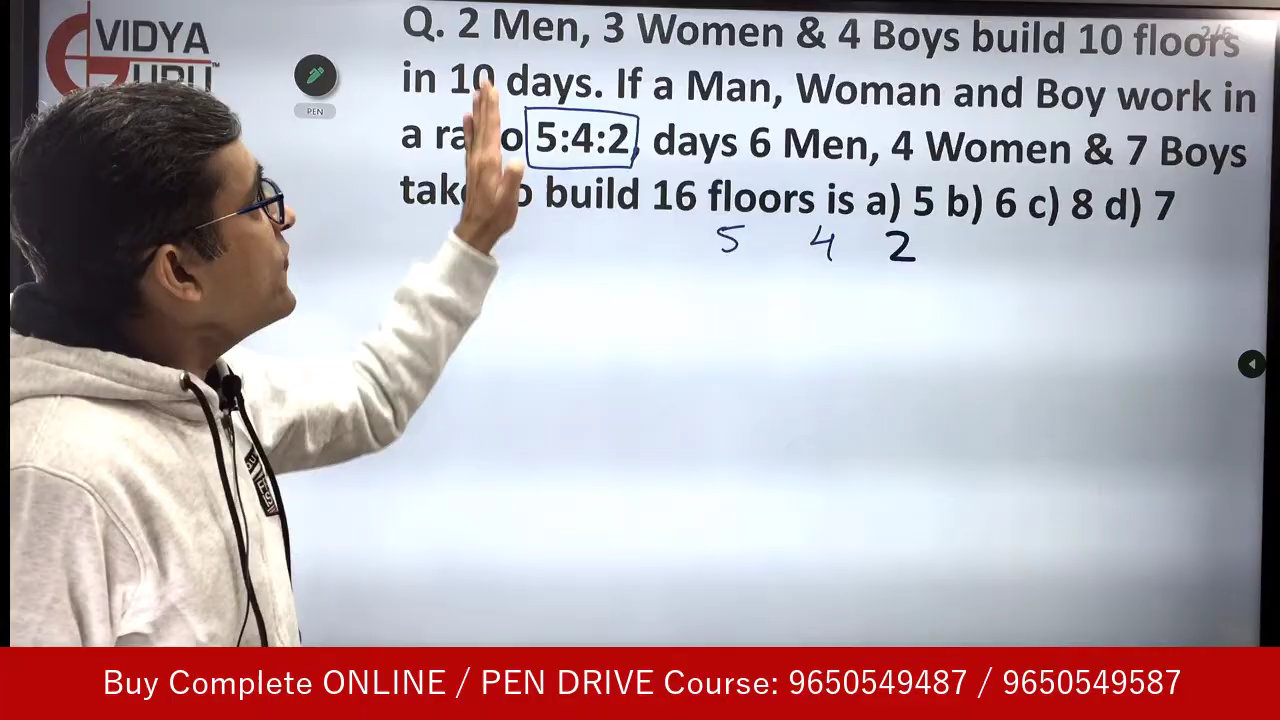 VIDYA
GURU™
PEN
Q. 2 Men, 3 Women & 4 Boys build 10 floors
in 10 days. If a Man, Woman and Boy work in
a ra o 5:4:2, days 6 Men, 4 Women & 7 Boys
take o build 16 floors is a) 5 b) 6 c) 8 d) 7
5 4 2
Buy Complete ONLINE / PEN DRIVE Course: 9650549487 / 9650549587